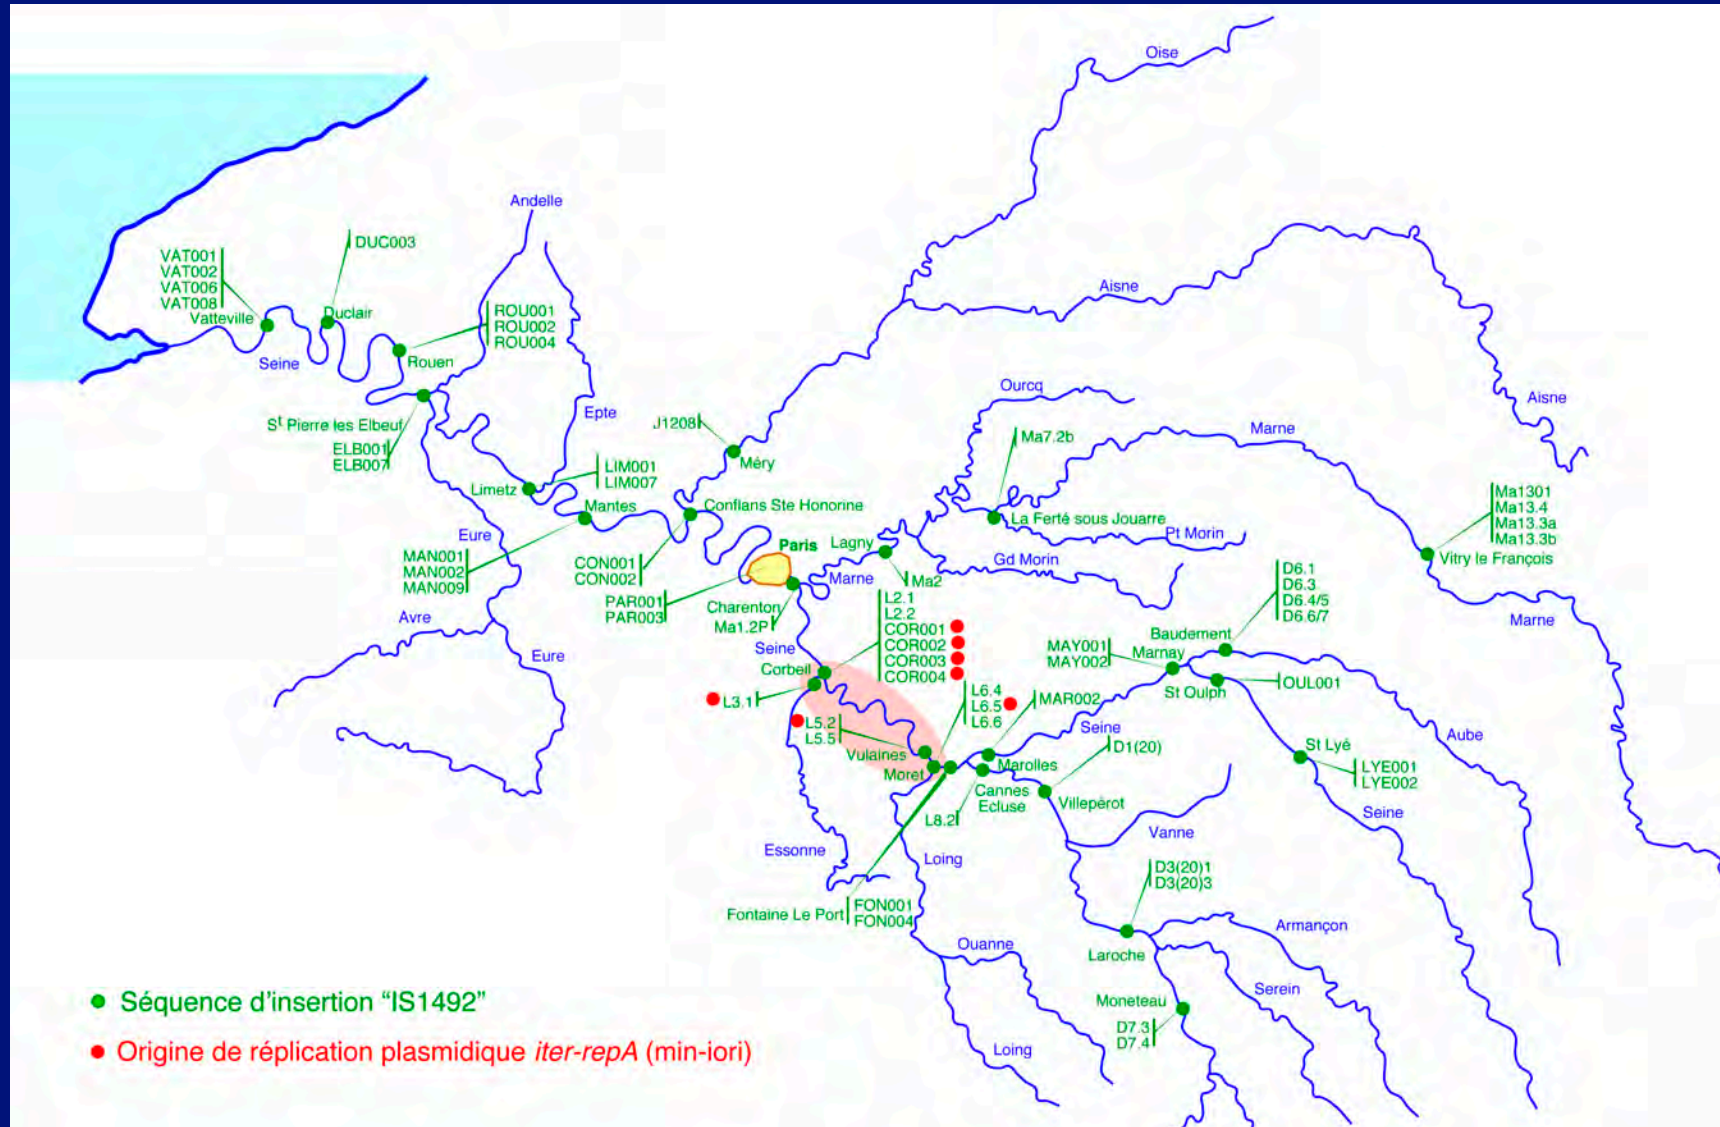 Oise
Andelle
VAT001
VAT002
VAT006
VAT008
Vatteville
DUC003
Duclair
ROU001
ROU002
ROU004
Rouen
Seine
Aisne
Aisne
St Pierre les Elbeuf
ELB001
ELB007
Epte
Ourcq
J1208
Méry
Ma7.2b
Marne
LIM001
LIM007
Limetz
Mantes
Conflans Ste Honorine
La Ferté sous Jouarre
Pt Morin
Ma1301
Ma13.4
Ma13.3a
Ma13.3b
Vitry le François
Eure
MAN001
MAN002
MAN009
CON001
CON002
Paris
Lagny
Gd Morin
Marne
Ma2
PAR001
PAR003
Charenton
Ma1.2P
Avre
Eure
Seine
Corbeil
L2.1
L2.2
COR001
COR002
COR003
COR004
D6.1
D6.3
D6.4/5
D6.6/7
Baudement
Marne
MAY001
MAY002
Marnay
St Oulph
OUL001
L3.1
L5.2
L5.5
Vulaines
Moret
L6.4
L6.5
L6.6
MAR002
Seine
Marolles
D1(20)
Cannes
Ecluse
Villepérot
L8.2
St Lyé
LYE001
LYE002
Aube
Seine
Vanne
Essonne
Loing
Fontaine Le Port
FON001
FON004
D3(20)1
D3(20)3
Laroche
Armançon
Ouanne
Serein
Moneteau
D7.3
D7.4
Loing
Séquence d'insertion “IS1492”
Origine de réplication plasmidique iter-repA (min-iori)